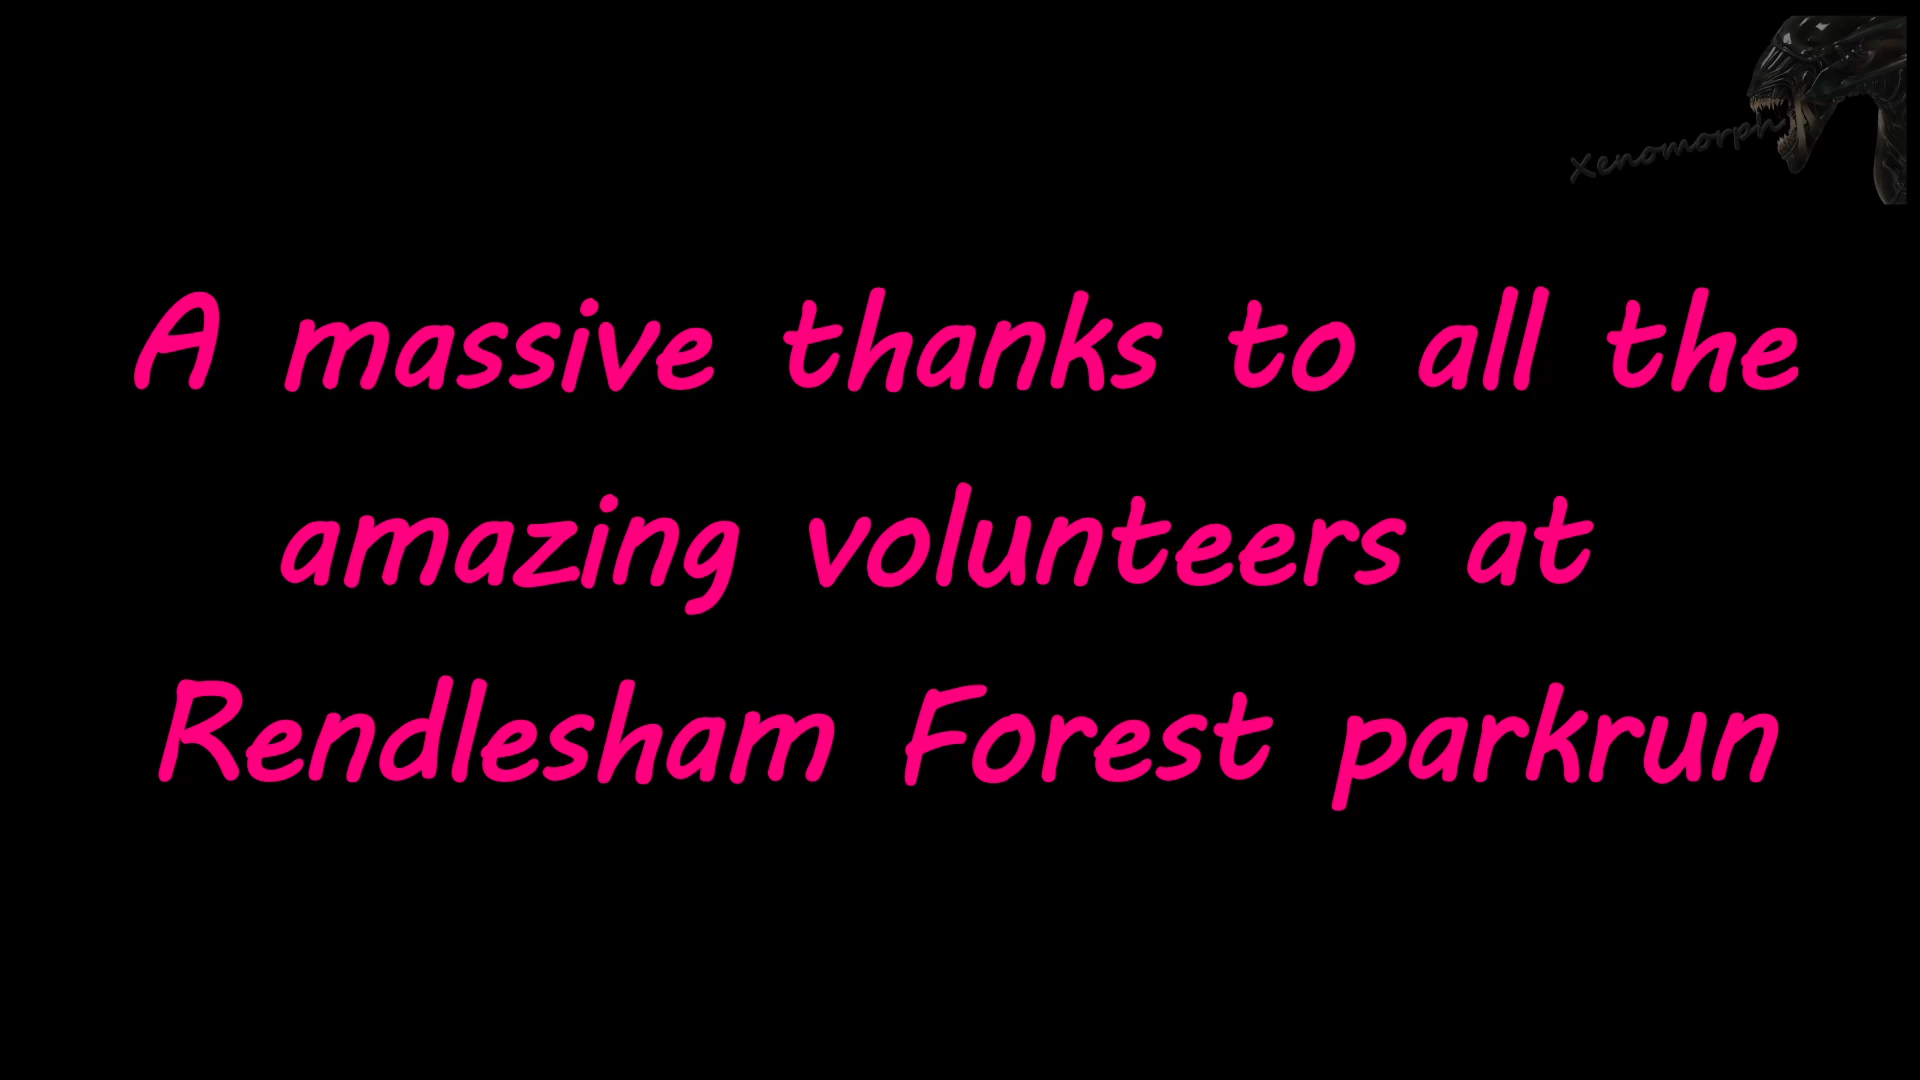 Xenomorph
A massive thanks to all the
amazing volunteers at
Rendlesham Forest parkrun